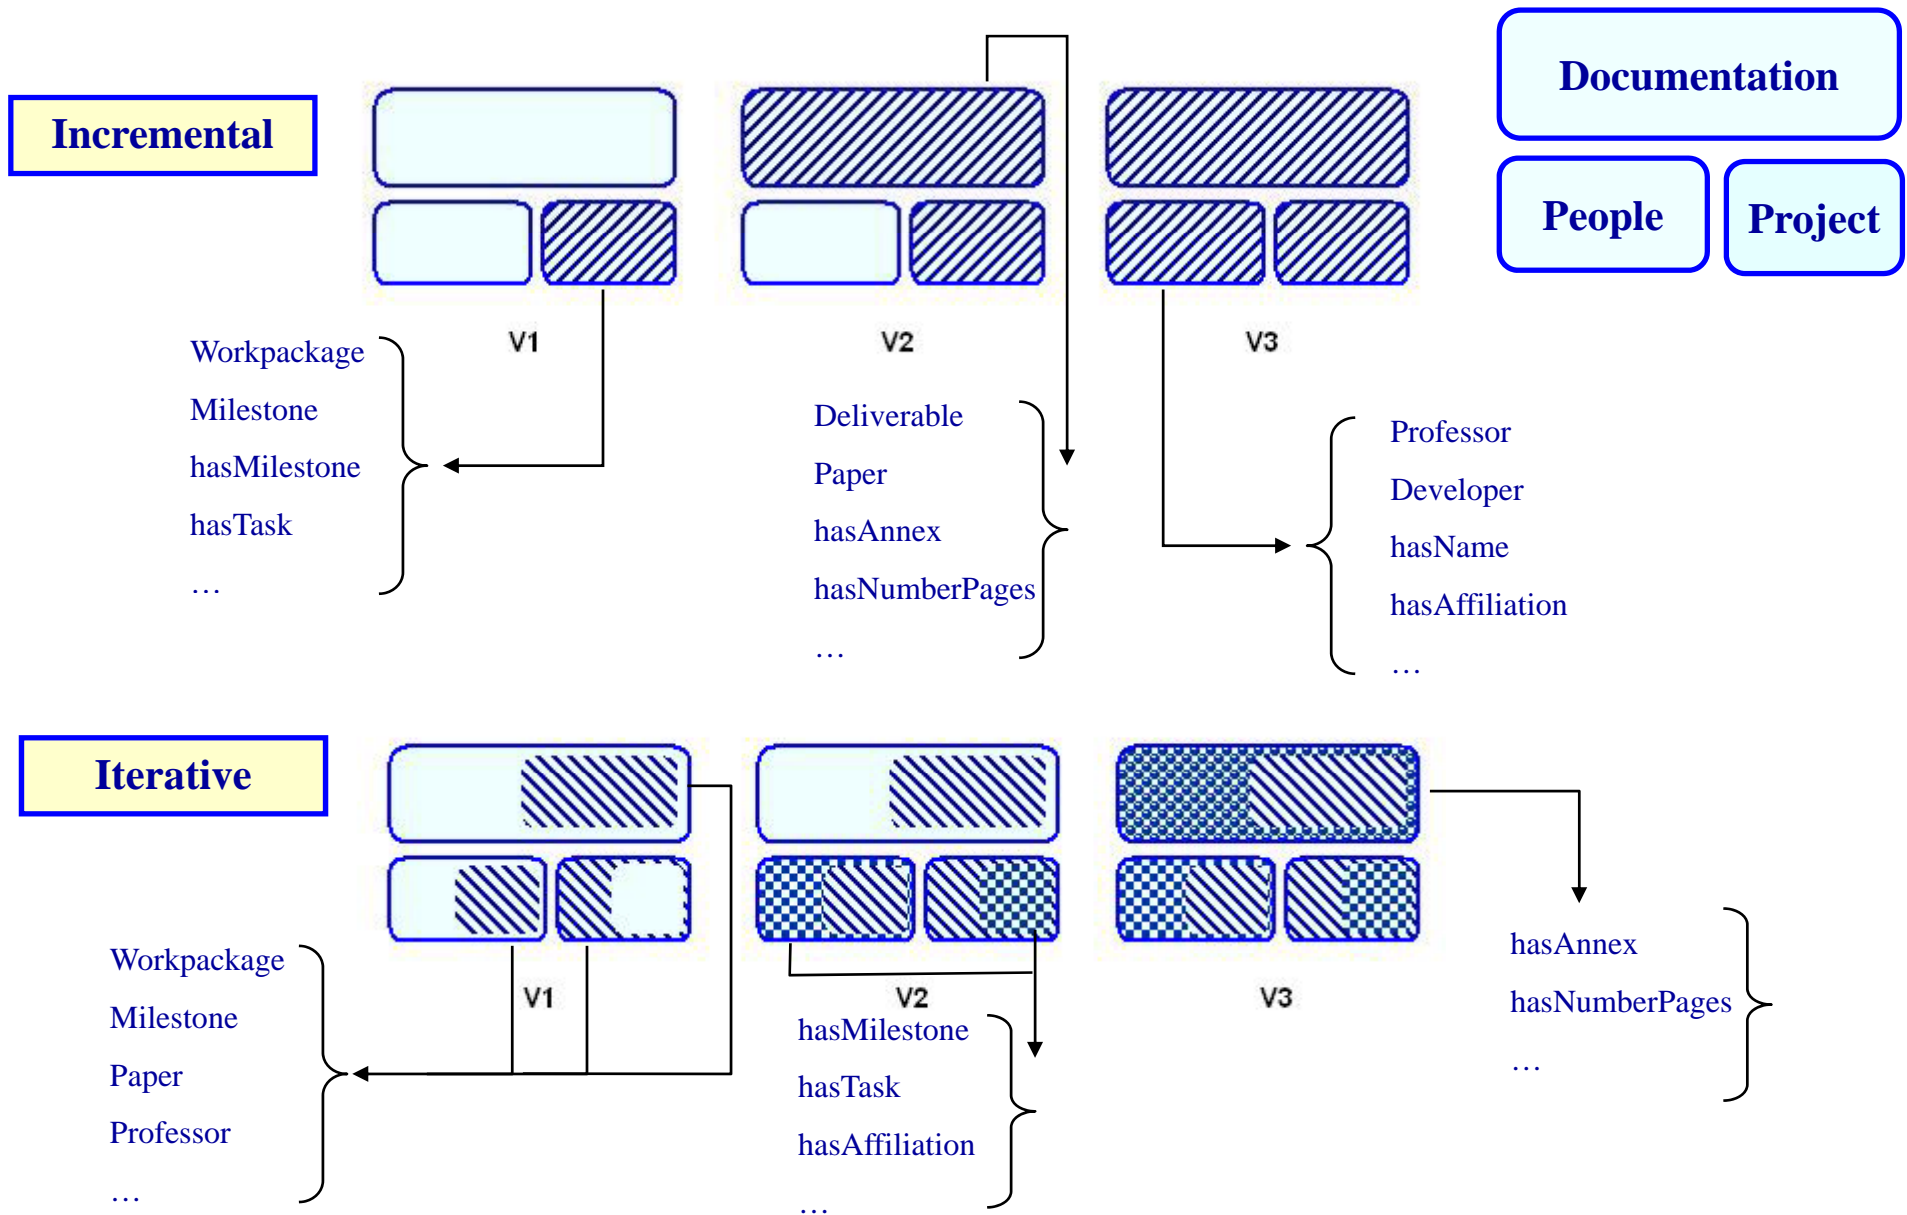 Documentation
Incremental
People
Project
V1
V2
V3
Workpackage
Milestone
hasMilestone
hasTask
…
Deliverable
Paper
hasAnnex
hasNumberPages
…
Professor
Developer
hasName
hasAffiliation
…
Iterative
V1
V2
V3
Workpackage
Milestone
Paper
Professor
…
hasMilestone
hasTask
hasAffiliation
…
hasAnnex
hasNumberPages
…